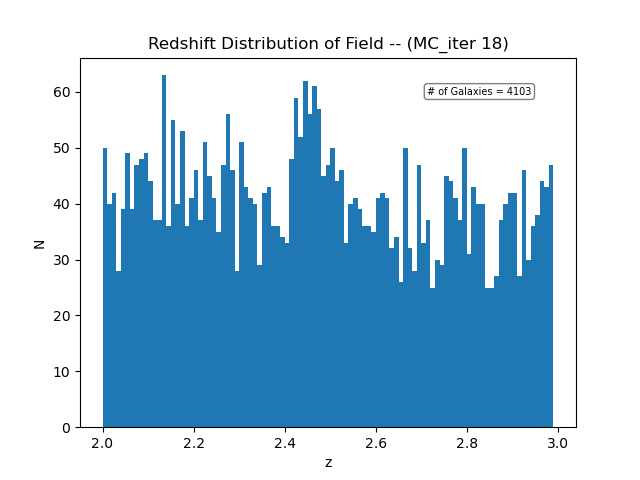 Redshift Distribution of Field -- (MC_iter 18)
# of Galaxies = 4103
60
50
40
30
20
10
0
N
2.0 2.2 2.4 2.6 2.8 3.0
z